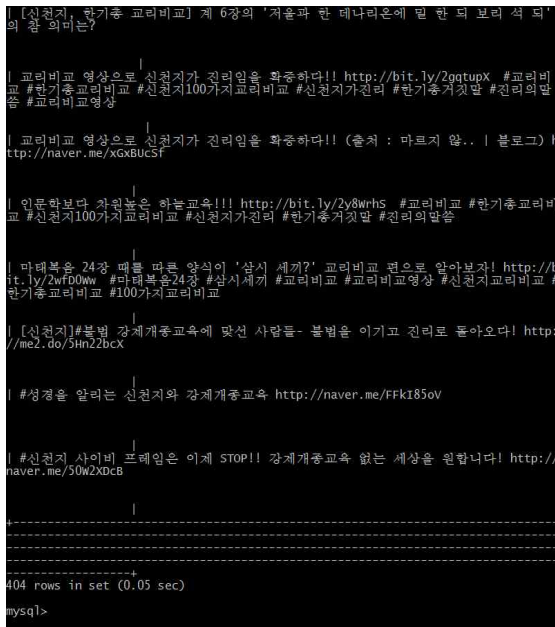 | [신천지, 한기총 교리비교] 계 6장의 '저울과 한 데나리온에 밀 한 되 보리 석 되'
의 참 의미는?
|
| 교리비교 영상으로 신천지가 진리임을 확증하다!! http://bit.ly/2gqtupX #교리비
교 #한기총교리비교 #신천지100가지교리비교 #신천지가진리 #한기총거짓말 #진리의말
씀 #교리비교영상
|
| 교리비교 영상으로 신천지가 진리임을 확증하다!! (출처 : 마르지 않.. | 블로그) h
ttp://naver.me/xGxBUcSf
|
| 인문학보다 차원높은 하늘교육!!! http://bit.ly/2y8WrhS #교리비교 #한기총교리비
교 #신천지100가지교리비교 #신천지가진리 #한기총거짓말 #진리의말씀
|
| 마태복음 24장 때를 따른 양식이 '삼시 세끼?' 교리비교 편으로 알아보자! http://b
it.ly/2wfD0Ww #마태복음24장 #삼시세끼 #교리비교 #교리비교영상 #신천지교리비교 #
한기총교리비교 #100가지교리비교
|
| [신천지]#불법 강제개종교육에 맞선 사람들- 불법을 이기고 진리로 돌아오다! http:
//me2.do/5Hn22bcX
|
| #성경을 알리는 신천지와 강제개종교육 http://naver.me/FFkI85oV
|
| #신천지 사이비 프레임은 이제 STOP!! 강제개종교육 없는 세상을 원합니다! http://
naver.me/50W2XDcB
|
404 rows in set (0.05 sec)
mysql>